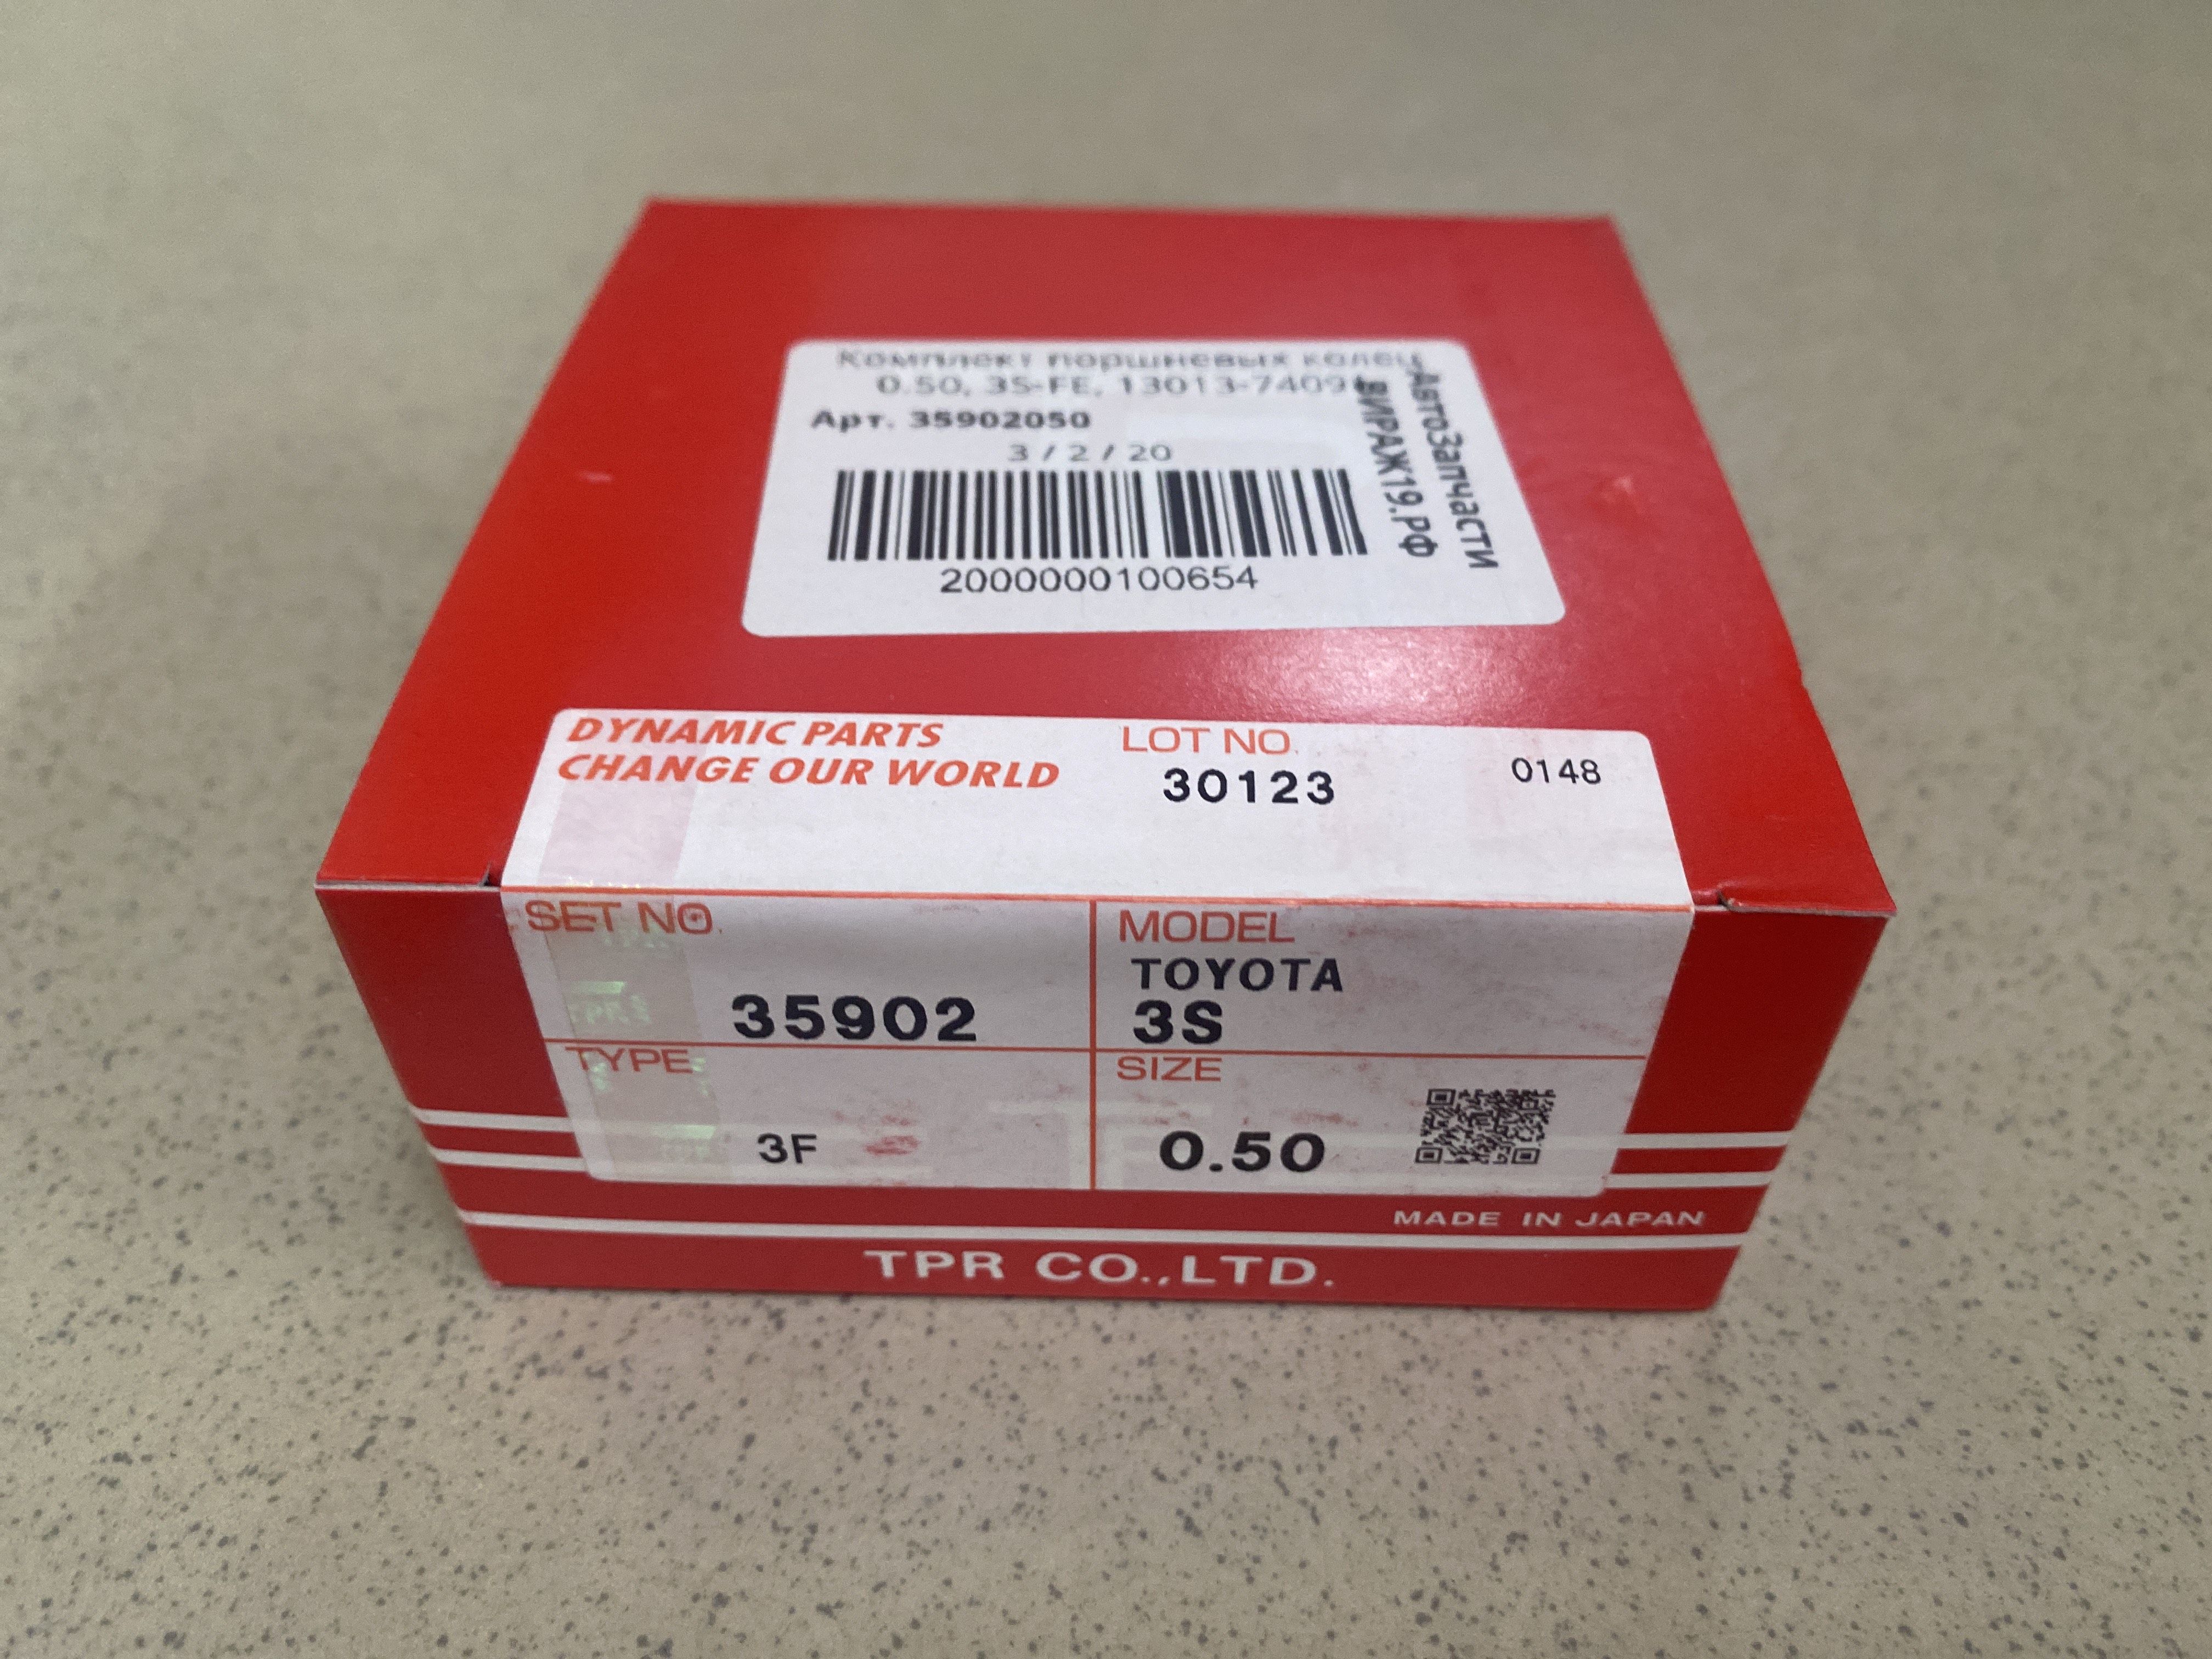 Комплект поршневых колец
0.50, 3S-FE, 13013-74091
Арт. 35902050
3 / 2 / 20
2000000100654
АвтоЗапчасти
ВИРАЖ19.РФ
DYNAMIC PARTS
CHANGE OUR WORLD
LOT NO.
30123
0148
SET NO.
35902
MODEL
TOYOTA
3S
TYPE
3F
SIZE
0.50
MADE IN JAPAN
TPR CO.,LTD.